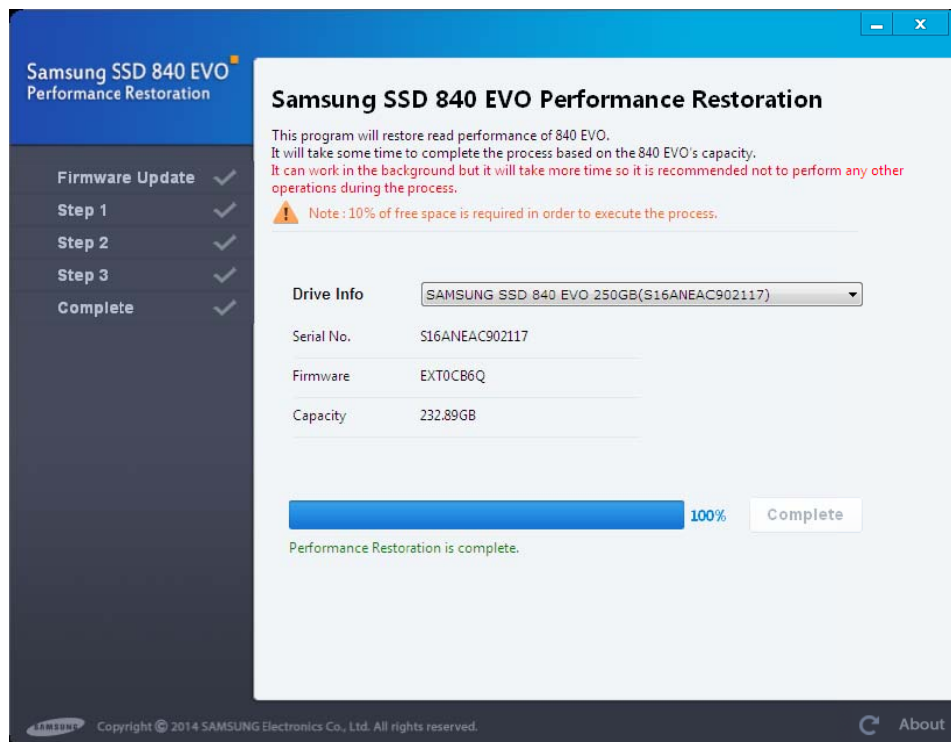 Samsung SSD 840 EVO
Performance Restoration
Firmware Update
Step 1
Step 2
Step 3
Complete
Samsung SSD 840 EVO Performance Restoration
This program will restore read performance of 840 EVO.
It will take some time to complete the process based on the 840 EVO's capacity.
It can work in the background but it will take more time so it is recommended not to perform any other
operations during the process.
Note : 10% of free space is required in order to execute the process.
Drive Info SAMSUNG SSD 840 EVO 250GB(S16ANEAC902117)
Serial No. S16ANEAC902117
Firmware EXT0CB6Q
Capacity 232.89GB
100% Complete
Performance Restoration is complete.
SAMSUNG Copyright © 2014 SAMSUNG Electronics Co., Ltd. All rights reserved. About